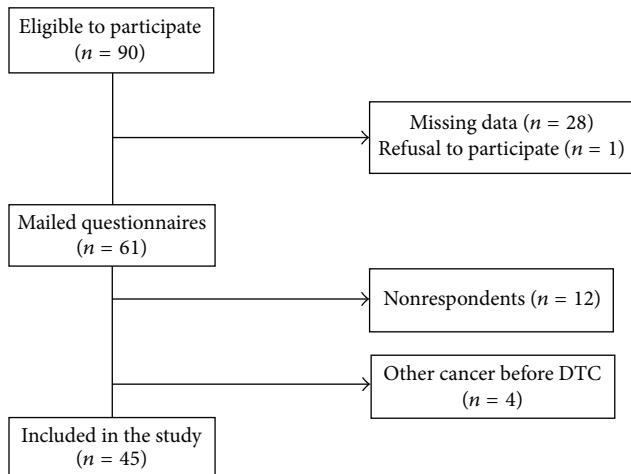 Eligible to participate
(n = 90)
Missing data (n = 28)
Refusal to participate (n = 1)
Mailed questionnaires
(n = 61)
Nonrespondents (n = 12)
Other cancer before DTC
(n = 4)
Included in the study
(n = 45)